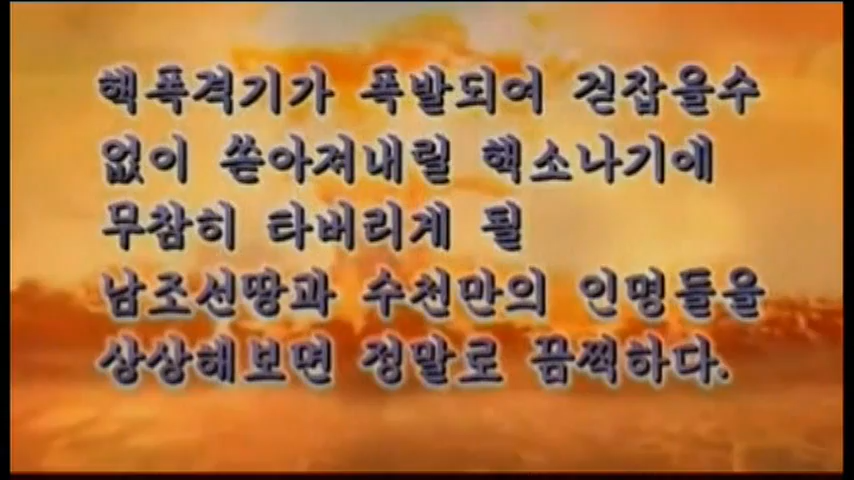 핵폭격기가 폭발되여 걷잡을수
없이 쏟아져내릴 핵소나기에
무참히 타버리게 될
남조선땅과 수천만의 인명들을
상상해보면 정말로 끔찍하다.